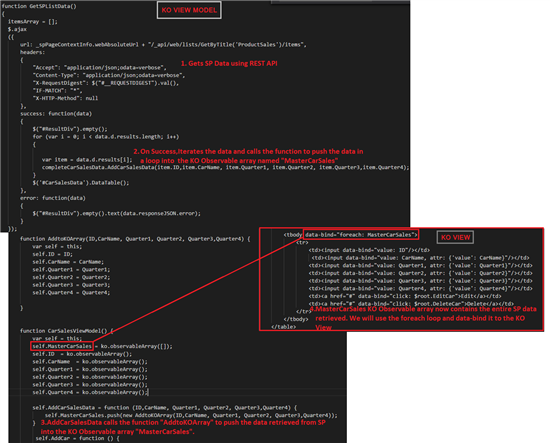 function GetSPListData()
KO VIEW MODEL
{
itemsArray = [];
$.ajax
({
url: _spPageContextInfo.webAbsoluteUrl + "/_api/web/lists/GetByTitle('ProductSales')/items",
headers:
{
"Accept": "application/json;odata=verbose",
"Content-Type": "application/json;odata=verbose",
"X-RequestDigest": $("#__REQUESTDIGEST").val(),
"IF-MATCH": "*",
"X-HTTP-Method": null
},
1. Gets SP Data using REST API
success: function(data)
{
$("#ResultDiv").empty();
for (var i = 0; i < data.d.results.length; i++)
{
2. On Success,Iterates the data and calls the function to push the data in
a loop into the KO Observable array named "MasterCarSales"
var item = data.d.results[i];
completeCarSalesData.AddCarSalesData(item.ID,item.CarName, item.Quarter1, item.Quarter2, item.Quarter3,item.Quarter4);
}
$('#CarSalesData').DataTable();
},
error: function(data)
{
$("#ResultDiv").empty().text(data.responseJSON.error);
}
});
function AddtoKOArray(ID,CarName, Quarter1, Quarter2, Quarter3,Quarter4) {
var self = this;
self.ID = ID;
self.CarName = CarName;
self.Quarter1 = Quarter1;
self.Quarter2 = Quarter2;
self.Quarter3 = Quarter3;
self.Quarter4 = Quarter4;
}
<tbody data-bind="foreach: MasterCarSales">
KO VIEW
<tr>
<td><input data-bind="value: ID"/></td>
<td><input data-bind="value: CarName, attr: {'value': CarName}"/></td>
<td><input data-bind="value: Quarter1, attr: {'value': Quarter1}"/></td>
<td><input data-bind="value: Quarter2, attr: {'value': Quarter2}"/></td>
<td><input data-bind="value: Quarter3, attr: {'value': Quarter3}"/></td>
<td><input data-bind="value: Quarter4, attr: {'value': Quarter4}"/></td>
<td><a href="#" data-bind="click: $root.EditCar">Edit</a></td>
<td><a href="#" data-bind="click: $root.DeleteCar">Delete</a></td>
</tr>
</tbody>
</table>
MasterCarSales KO Observable array now contains the entire SP data
retrieved. We will use the foreach loop and data-bind it to the KO
View
function CarSalesViewModel() {
var self = this;
self.MasterCarSales = ko.observableArray([]);
self.ID = ko.observableArray();
self.CarName = ko.observableArray();
self.Quarter1 = ko.observableArray();
self.Quarter2 = ko.observableArray();
self.Quarter3 = ko.observableArray();
self.Quarter4 = ko.observableArray();
self.AddCarSalesData = function (ID,CarName, Quarter1, Quarter2, Quarter3,Quarter4) {
self.MasterCarSales.push(new AddtoKOArray(ID,CarName, Quarter1, Quarter2, Quarter3,Quarter4));
} 3.AddCarSalesData calls the function "AddtoKOArray" to push the data retrieved from SP
into the KO Observable array "MasterCarSales".
self.AddCar = function () {